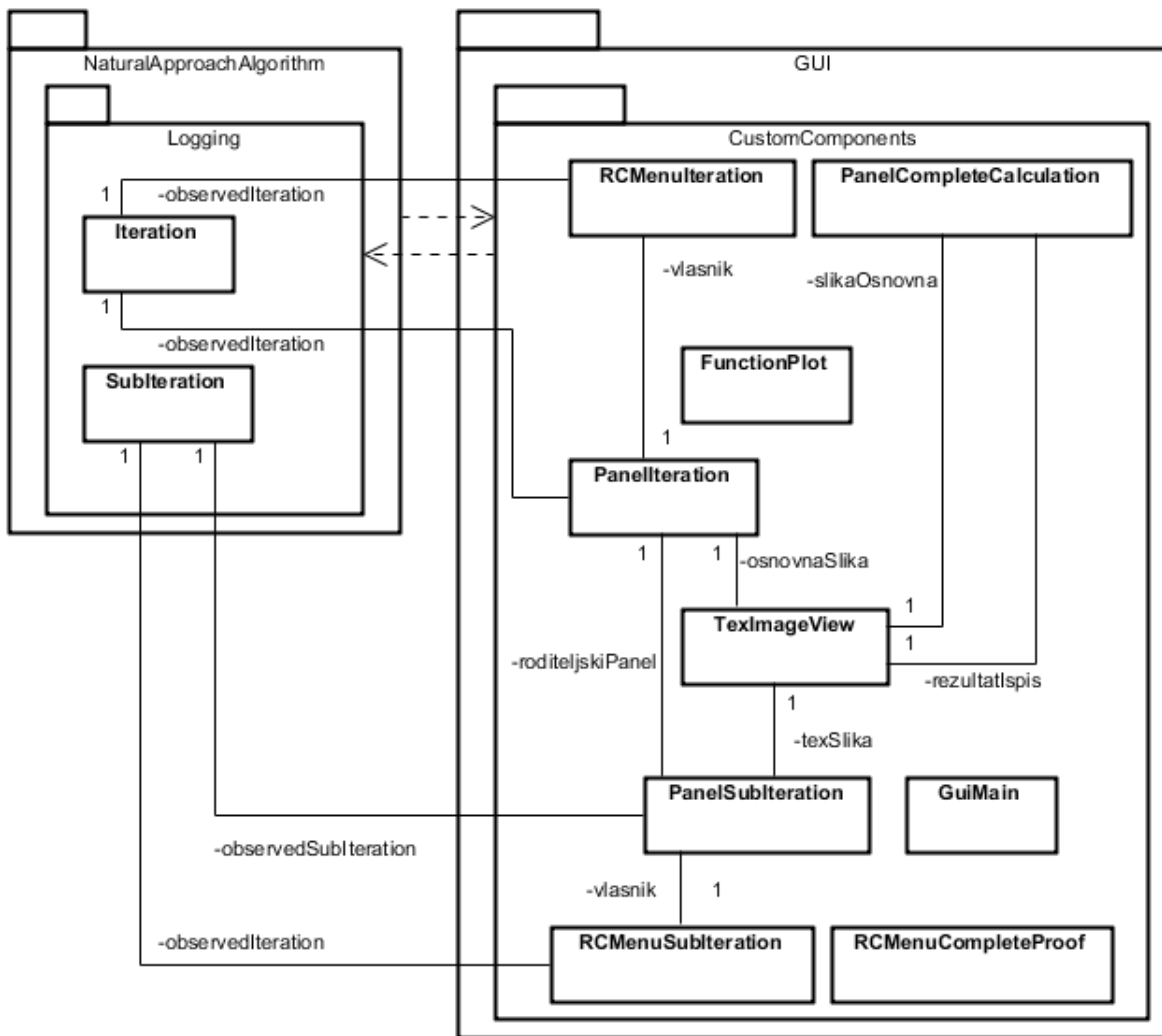 NaturalApproachAlgorithm
GUI
Logging
CustomComponents
RCMenuIteration
PanelCompleteCalculation
1
-observedIteration
Iteration
-vlasnik
-slikaOsnovna
1
-observedIteration
FunctionPlot
SubIteration
1
1
1
PanelIteration
1
1
-osnovnaSlika
1
TexImageView
1
-roditeljskiPanel
-rezultatIspis
1
-texSlika
PanelSubIteration
GuiMain
-observedSubIteration
-vlasnik
1
-observedIteration
RCMenuSubIteration
RCMenuCompleteProof